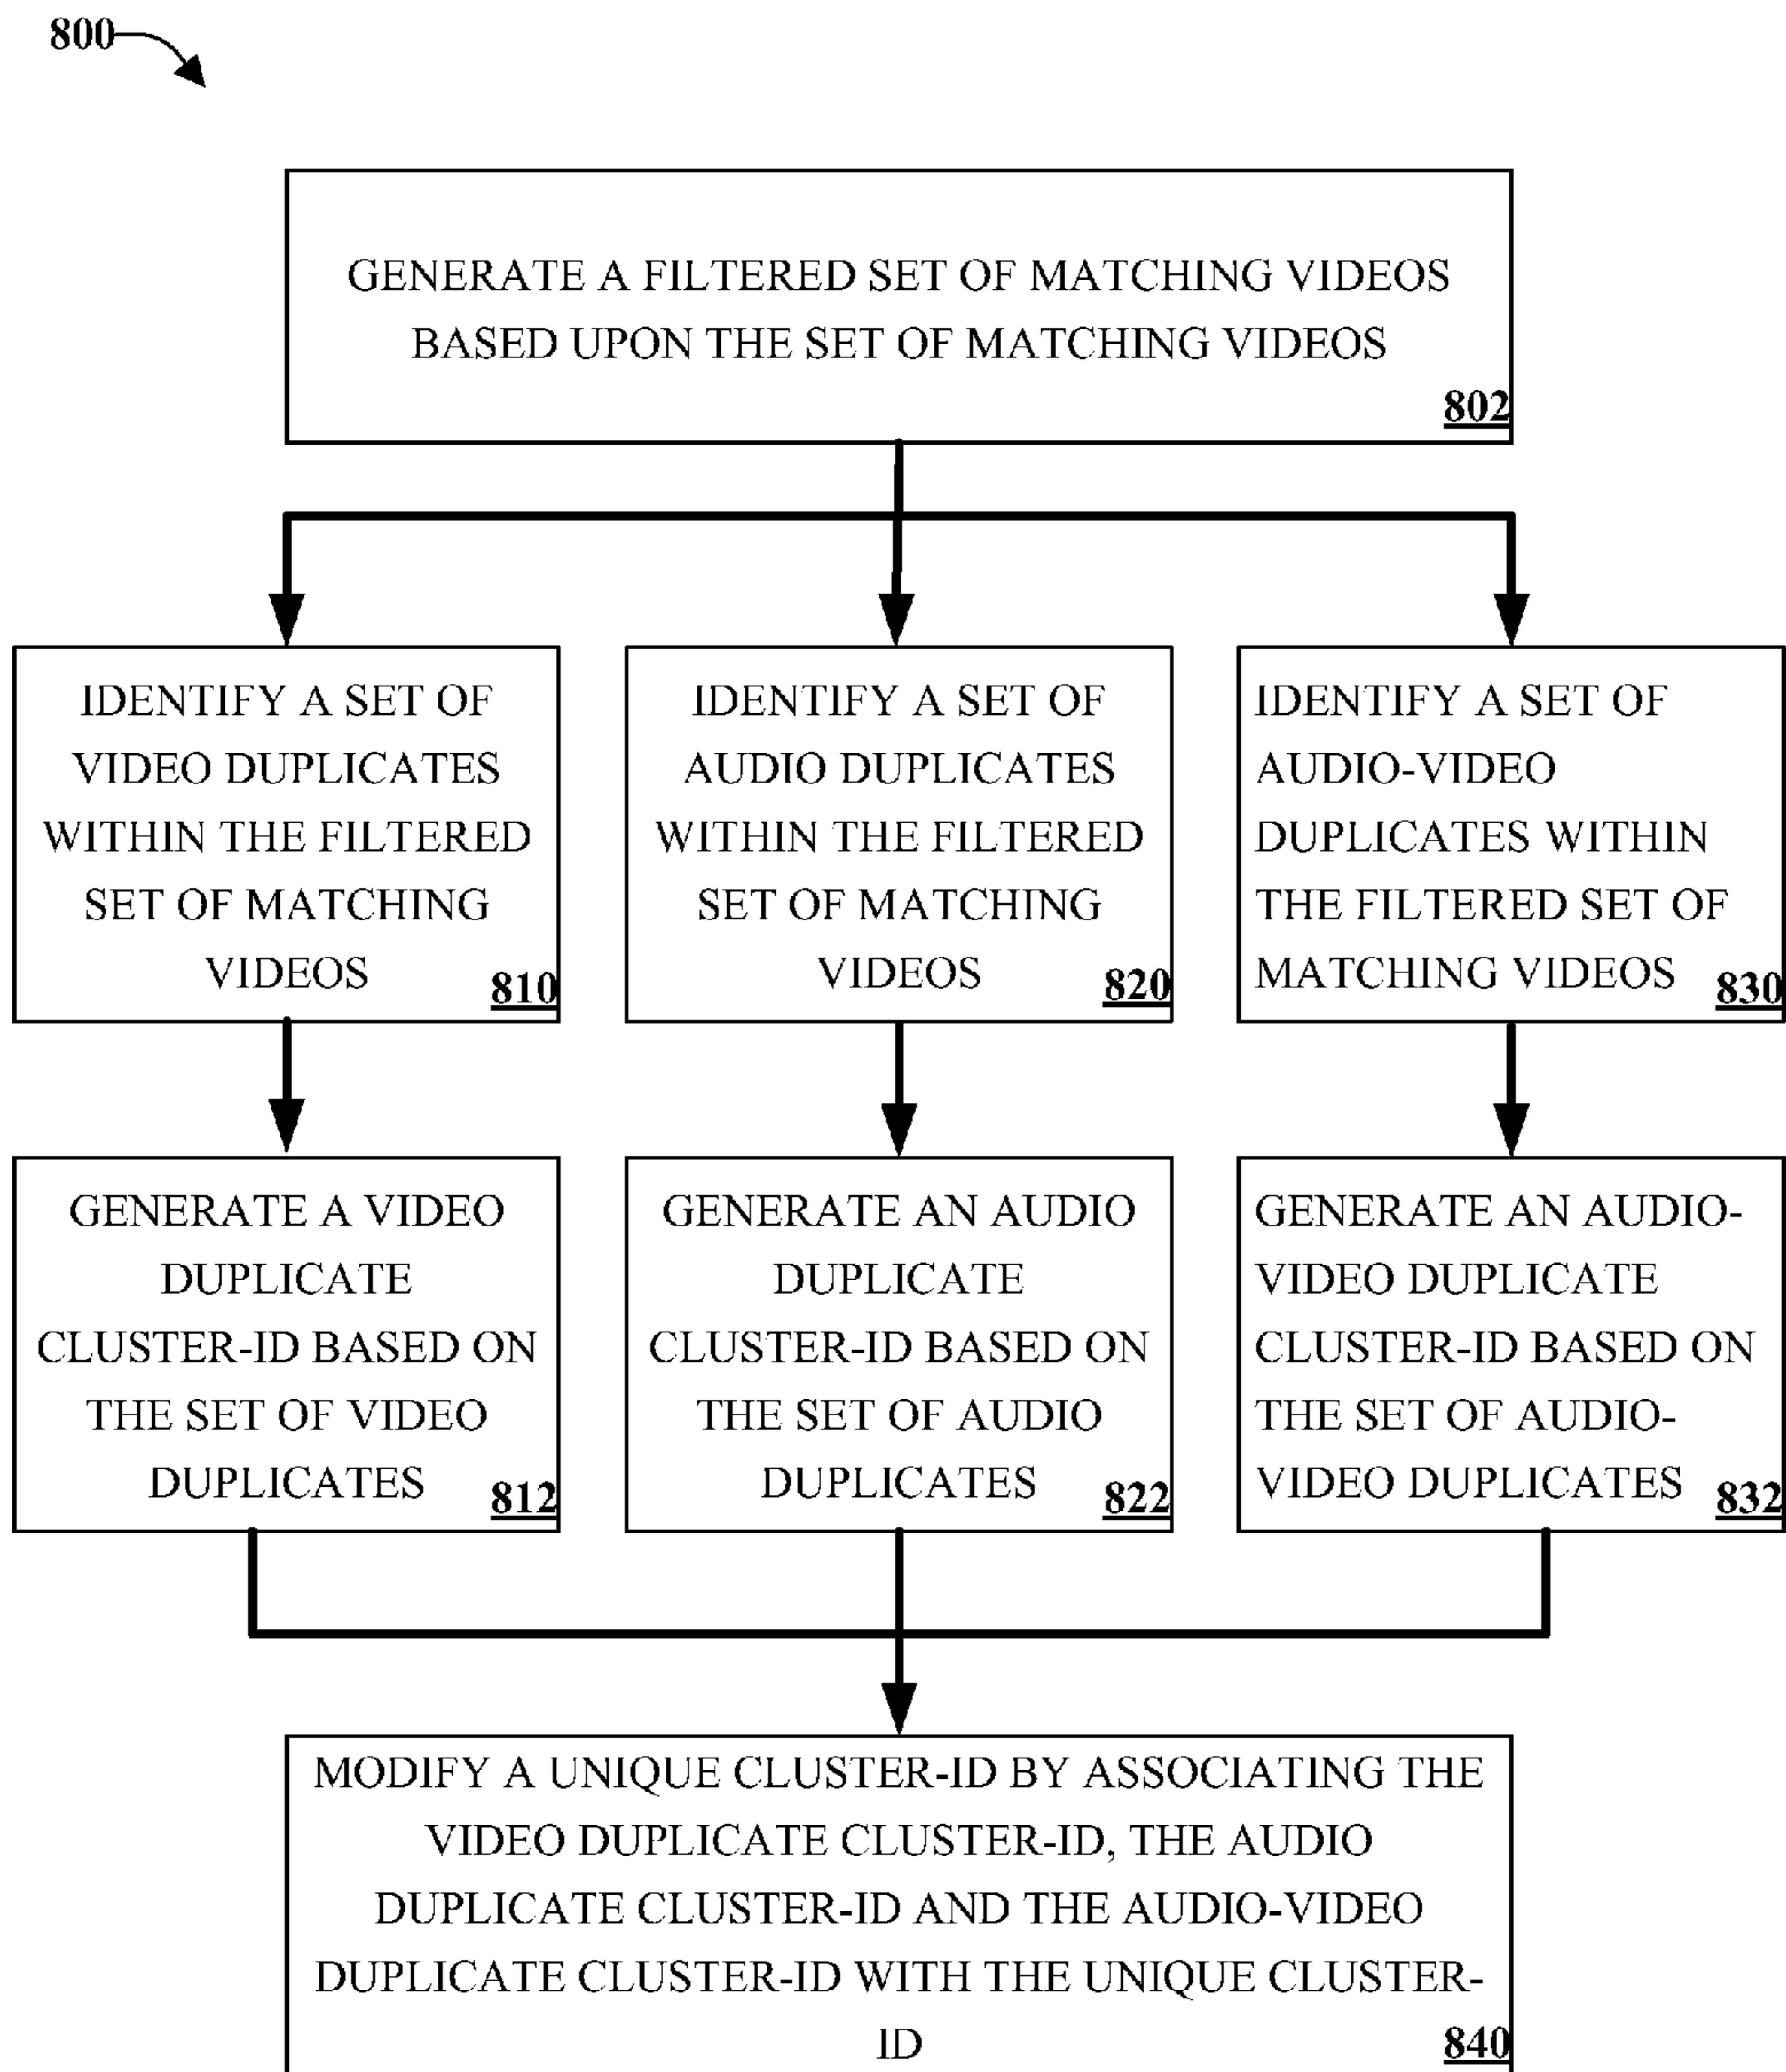 800
GENERATE A FILTERED SET OF MATCHING VIDEOS
BASED UPON THE SET OF MATCHING VIDEOS
802
IDENTIFY A SET OF
VIDEO DUPLICATES
WITHIN THE FILTERED
SET OF MATCHING
VIDEOS
810
IDENTIFY A SET OF
AUDIO DUPLICATES
WITHIN THE FILTERED
SET OF MATCHING
VIDEOS
820
IDENTIFY A SET OF
AUDIO-VIDEO
DUPLICATES WITHIN
THE FILTERED SET OF
MATCHING VIDEOS
830
GENERATE A VIDEO
DUPLICATE
CLUSTER-ID BASED ON
THE SET OF VIDEO
DUPLICATES
812
GENERATE AN AUDIO
DUPLICATE
CLUSTER-ID BASED ON
THE SET OF AUDIO
DUPLICATES
822
GENERATE AN AUDIO-
VIDEO DUPLICATE
CLUSTER-ID BASED ON
THE SET OF AUDIO-
VIDEO DUPLICATES
832
MODIFY A UNIQUE CLUSTER-ID BY ASSOCIATING THE
VIDEO DUPLICATE CLUSTER-ID, THE AUDIO
DUPLICATE CLUSTER-ID AND THE AUDIO-VIDEO
DUPLICATE CLUSTER-ID WITH THE UNIQUE CLUSTER-
ID
840